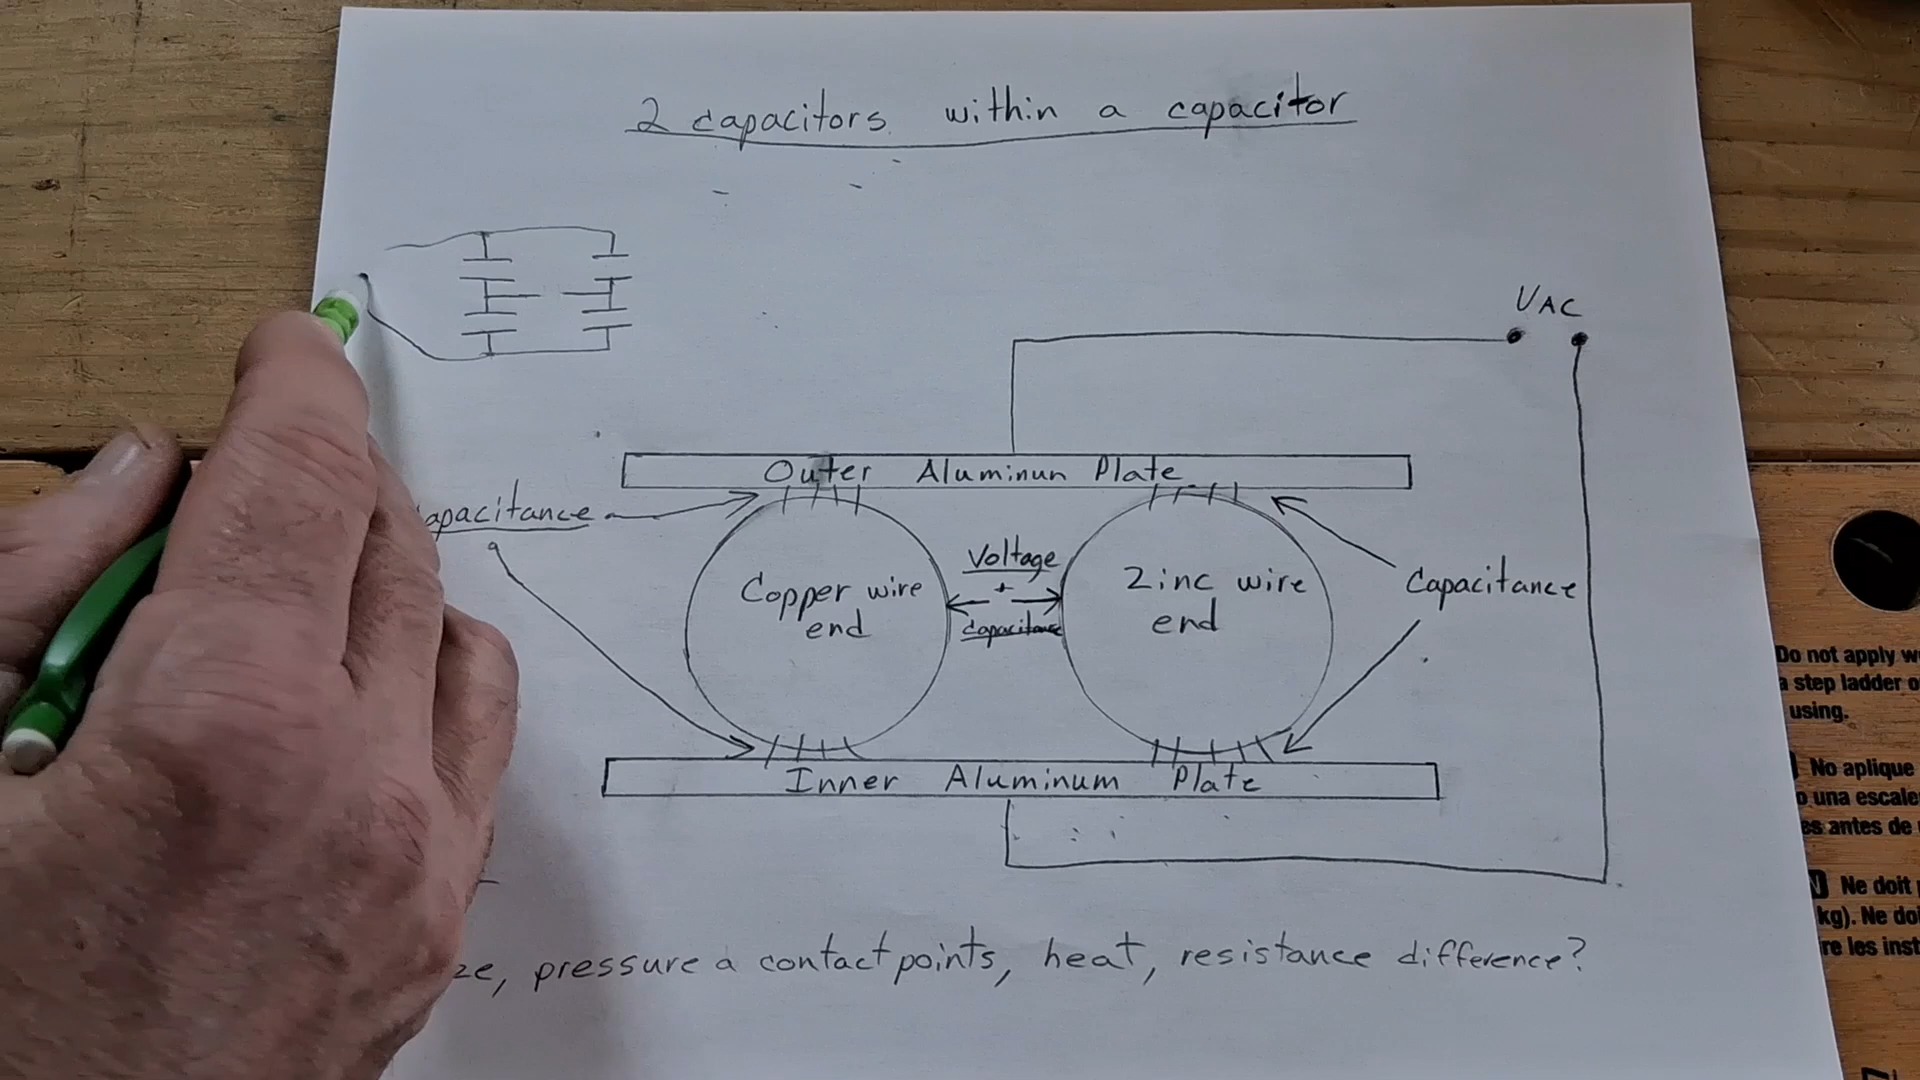 2 capacitors within a capacitor
VAC
Outer Aluminun Plate
apacitance
Voltage
+
capacitance
Copper wire
end
Zinc wire
end
Capacitance
Inner Aluminum Plate
ze, pressure a contact points, heat, resistance difference?
Do not apply w
a step ladder o
using.
No aplique
o una escale
es antes de
Ne doit
kg). Ne do
re les inst